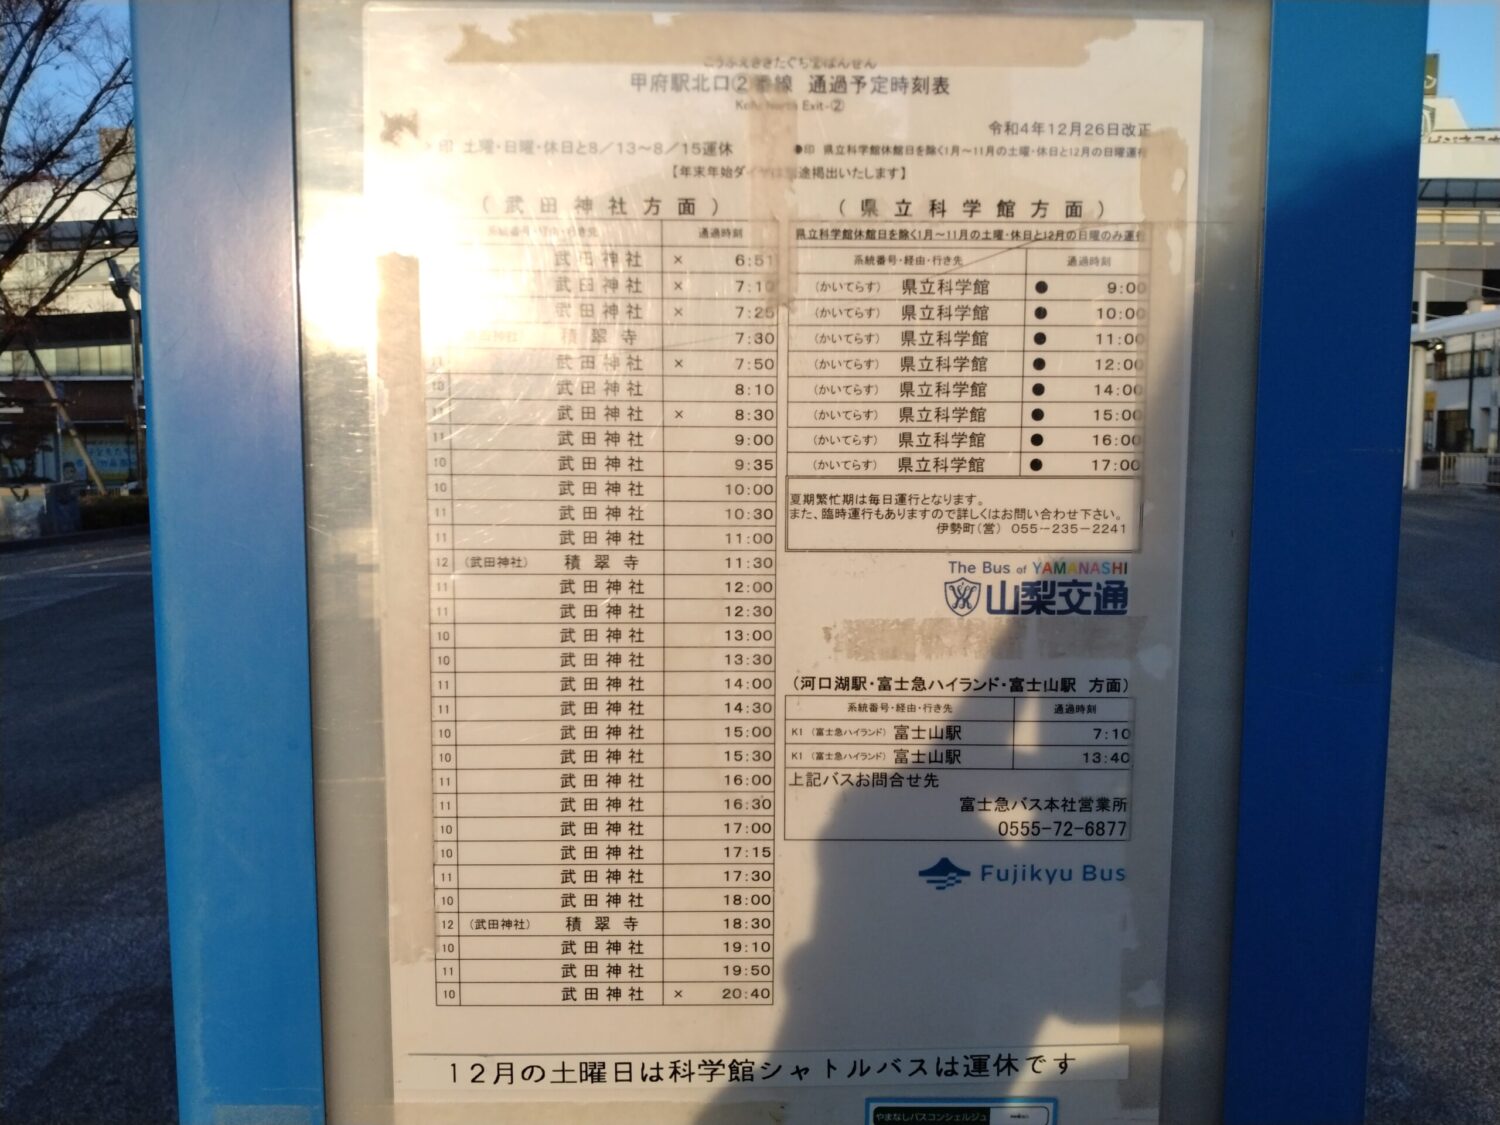 こうふえききたぐち2ばんせん
甲府駅北口②番線 通過予定時刻表
Kofu North Exit-②
令和4年12月26日改正
×印 土曜・日曜・休日と8／13～8／15運休
●印 県立科学館休館日を除く1月～11月の土曜・休日と12月の日曜運行
【年末年始ダイヤは別途掲出いたします】
(武田神社方面)
系統番号・経由・行き先 通過時刻
武田神社 × 6:51
武田神社 × 7:10
武田神社 × 7:25
(武田神社) 積翠寺 7:30
11 武田神社 × 7:50
10 武田神社 8:10
武田神社 × 8:30
11 武田神社 9:00
10 武田神社 9:35
10 武田神社 10:00
11 武田神社 10:30
11 武田神社 11:00
12 (武田神社) 積翠寺 11:30
11 武田神社 12:00
11 武田神社 12:30
10 武田神社 13:00
10 武田神社 13:30
11 武田神社 14:00
11 武田神社 14:30
10 武田神社 15:00
10 武田神社 15:30
11 武田神社 16:00
11 武田神社 16:30
10 武田神社 17:00
10 武田神社 17:15
11 武田神社 17:30
10 武田神社 18:00
12 (武田神社) 積翠寺 18:30
10 武田神社 19:10
11 武田神社 19:50
10 武田神社 × 20:40
(県立科学館方面)
県立科学館休館日を除く1月～11月の土曜・休日と12月の日曜のみ運行
系統番号・経由・行き先 通過時刻
(かいてらす) 県立科学館 ● 9:00
(かいてらす) 県立科学館 ● 10:00
(かいてらす) 県立科学館 ● 11:00
(かいてらす) 県立科学館 ● 12:00
(かいてらす) 県立科学館 ● 14:00
(かいてらす) 県立科学館 ● 15:00
(かいてらす) 県立科学館 ● 16:00
(かいてらす) 県立科学館 ● 17:00
夏期繁忙期は毎日運行となります。
また、臨時運行もありますので詳しくはお問い合わせ下さい。
伊勢町(営) 055-235-2241
The Bus of YAMANASHI
山梨交通
(河口湖駅・富士急ハイランド・富士山駅 方面)
系統番号・経由・行き先 通過時刻
K1 (富士急ハイランド) 富士山駅 7:10
K1 (富士急ハイランド) 富士山駅 13:40
上記バスお問合せ先
富士急バス本社営業所
0555-72-6877
Fujikyu Bus
12月の土曜日は科学館シャトルバスは運休です
やまなしバスコンシェルジュ